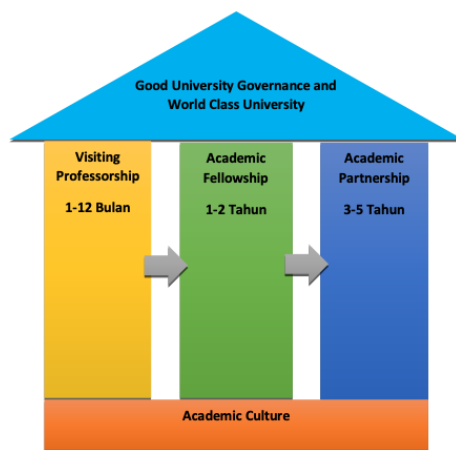 Good University Governance and
World Class University
Visiting
Professorship
1-12 Bulan
Academic
Fellowship
1-2 Tahun
Academic
Partnership
3-5 Tahun
Academic Culture